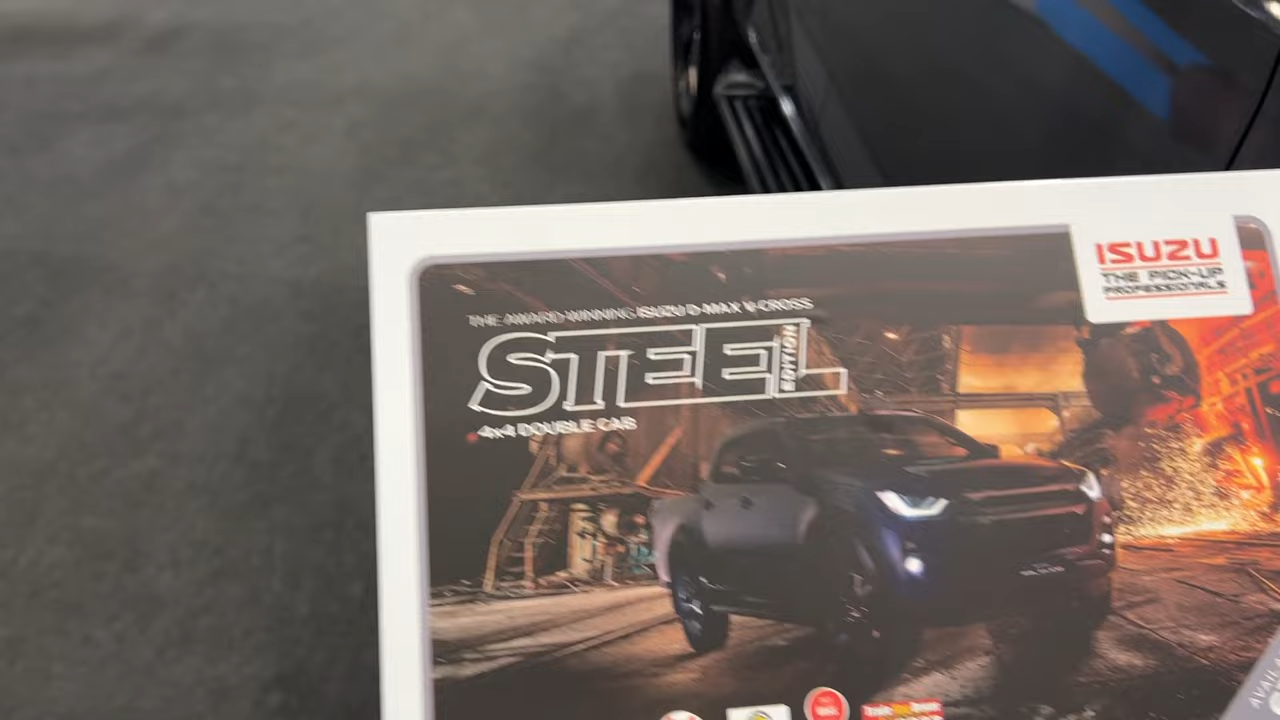 ISUZU
THE PICK-UP
PROFESSIONALS
THE AWARD-WINNING ISUZU D-MAX V-CROSS
STEEL
EDITION
4x4 DOUBLE CAB